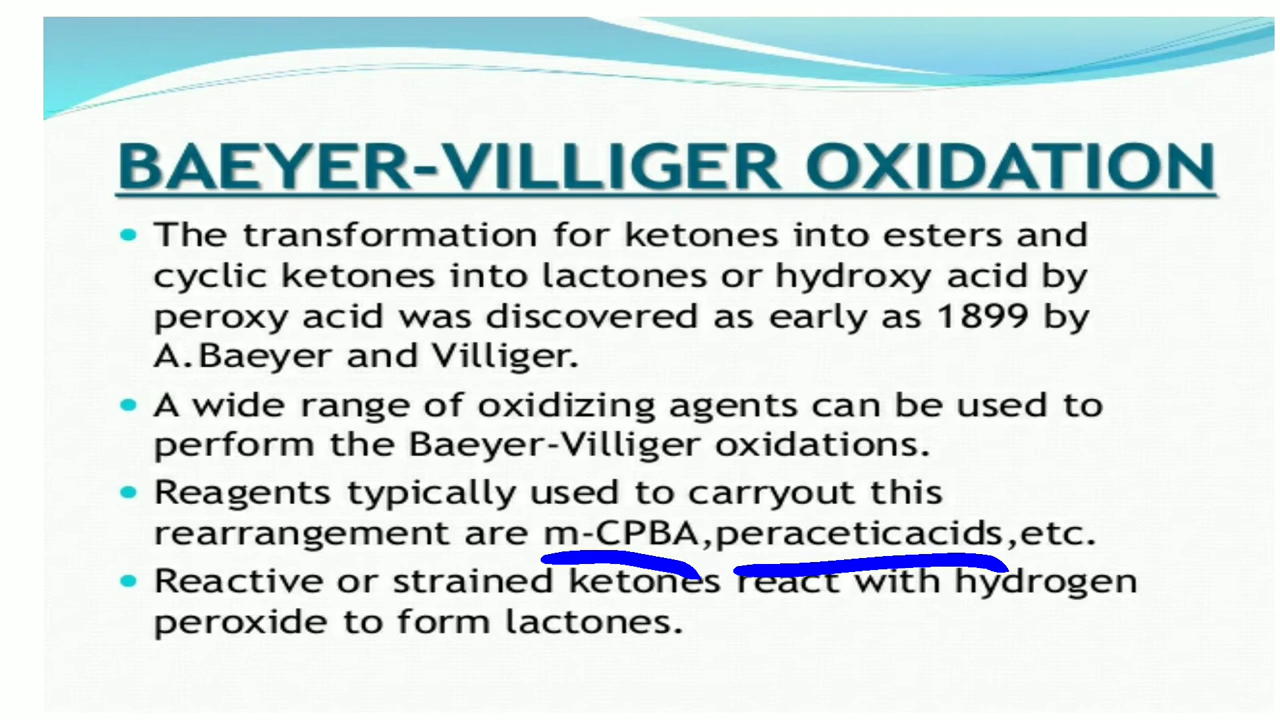 BAEYER-VILLIGER OXIDATION
• The transformation for ketones into esters and
cyclic ketones into lactones or hydroxy acid by
peroxy acid was discovered as early as 1899 by
A.Baeyer and Villiger.
• A wide range of oxidizing agents can be used to
perform the Baeyer-Villiger oxidations.
• Reagents typically used to carryout this
rearrangement are m-CPBA,peraceticacids,etc.
• Reactive or strained ketones react with hydrogen
peroxide to form lactones.